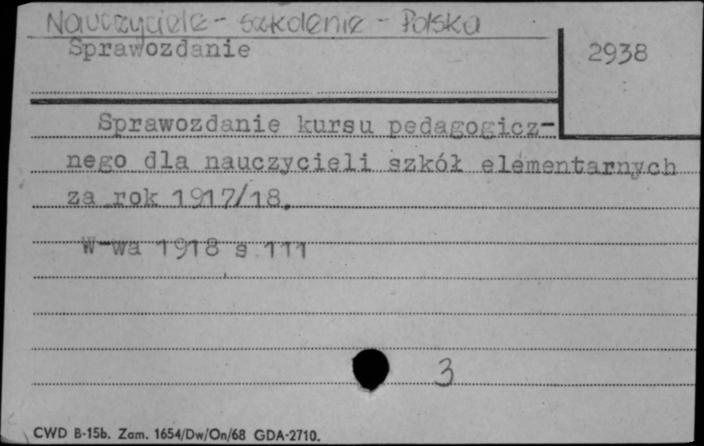 Nauczyciele - szkolenie - Polska
Sprawozdanie
2938
Sprawozdanie kursu pedagogicz-
nego dla nauczycieli szkół elementarnych
za rok 1917/18.
W-wa 1918 s 111
3
CWD B-15b. Zam. 1654/Dw/On/68 GDA-2710.